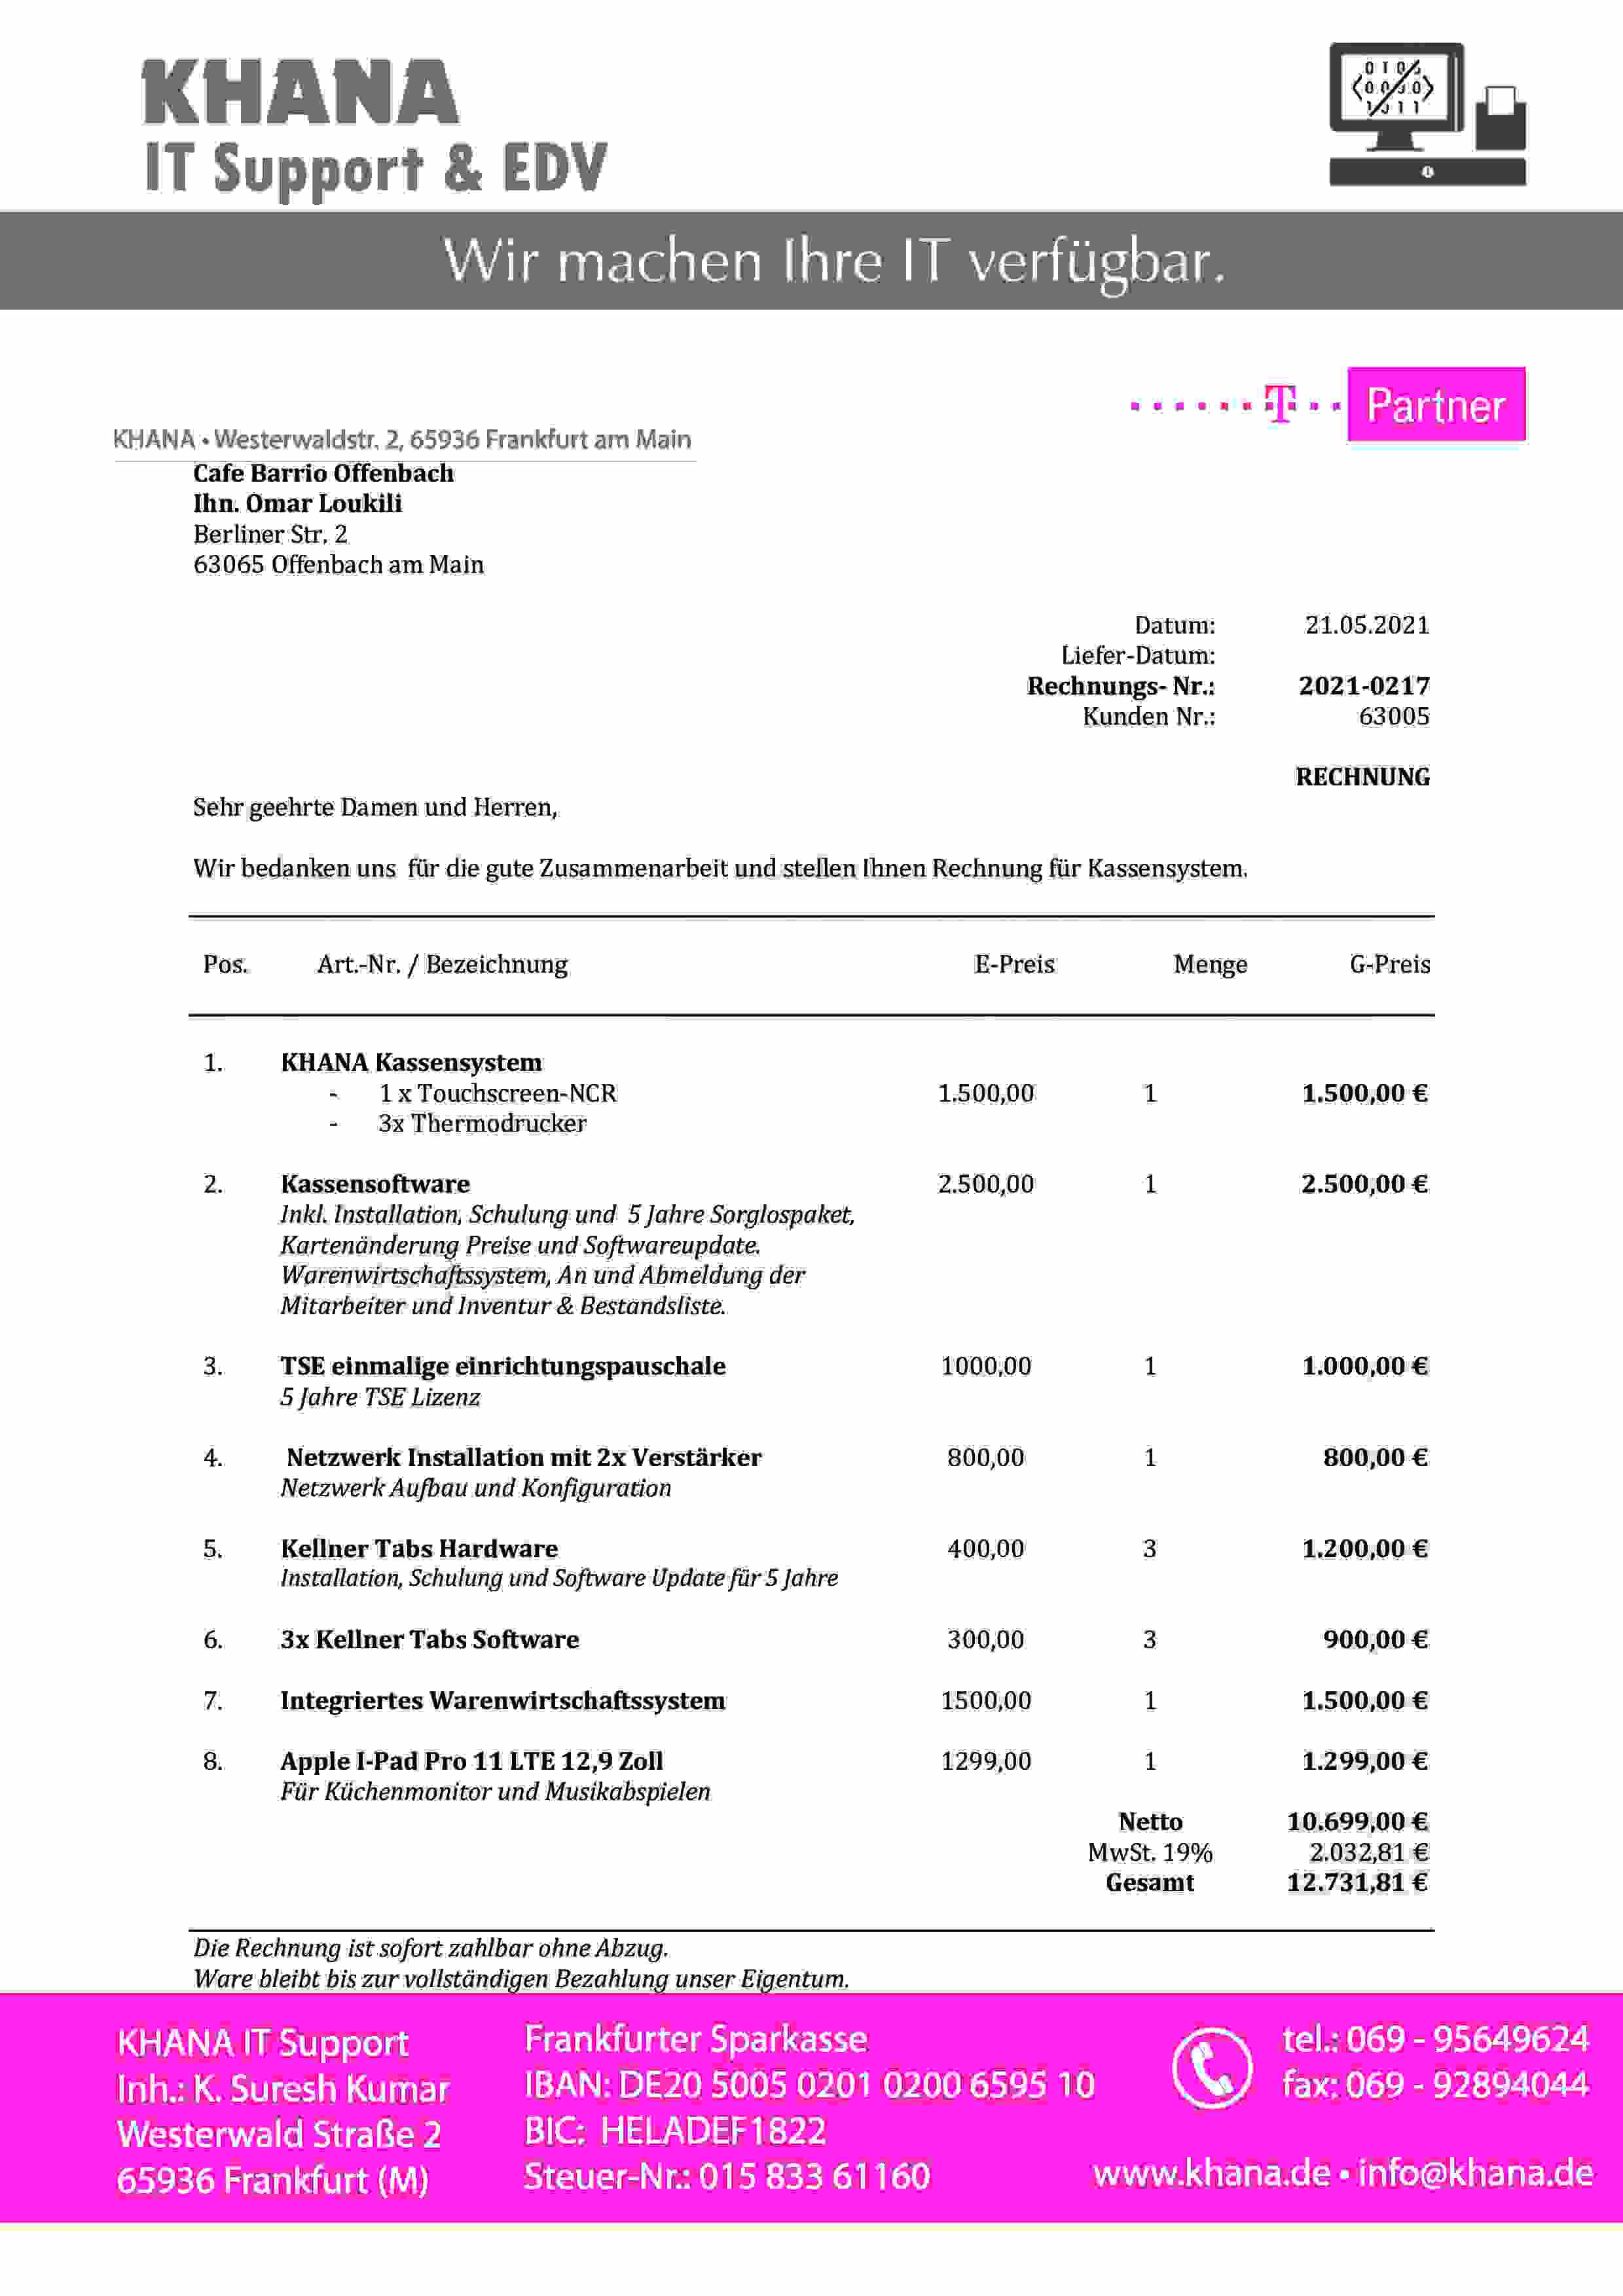 KHANA
IT Support & EDV
Wir machen Ihre IT verfügbar.
T Partner
KHANA • Westerwaldstr. 2, 65936 Frankfurt am Main
Cafe Barrio Offenbach
Ihn. Omar Loukili
Berliner Str. 2
63065 Offenbach am Main
Datum: 21.05.2021
Liefer-Datum:
Rechnungs- Nr.: 2021-0217
Kunden Nr.: 63005
RECHNUNG
Sehr geehrte Damen und Herren,
Wir bedanken uns für die gute Zusammenarbeit und stellen Ihnen Rechnung für Kassensystem.
Pos. Art.-Nr. / Bezeichnung E-Preis Menge G-Preis
1. KHANA Kassensystem
- 1 x Touchscreen-NCR 1.500,00 1 1.500,00 €
- 3x Thermodrucker
2. Kassensoftware 2.500,00 1 2.500,00 €
Inkl. Installation, Schulung und 5 Jahre Sorglospaket,
Kartenänderung Preise und Softwareupdate.
Warenwirtschaftssystem, An und Abmeldung der
Mitarbeiter und Inventur & Bestandsliste.
3. TSE einmalige einrichtungspauschale 1000,00 1 1.000,00 €
5 Jahre TSE Lizenz
4. Netzwerk Installation mit 2x Verstärker 800,00 1 800,00 €
Netzwerk Aufbau und Konfiguration
5. Kellner Tabs Hardware 400,00 3 1.200,00 €
Installation, Schulung und Software Update für 5 Jahre
6. 3x Kellner Tabs Software 300,00 3 900,00 €
7. Integriertes Warenwirtschaftssystem 1500,00 1 1.500,00 €
8. Apple I-Pad Pro 11 LTE 12,9 Zoll 1299,00 1 1.299,00 €
Für Küchenmonitor und Musikabspielen
Netto 10.699,00 €
MwSt. 19% 2.032,81 €
Gesamt 12.731,81 €
Die Rechnung ist sofort zahlbar ohne Abzug.
Ware bleibt bis zur vollständigen Bezahlung unser Eigentum.
KHANA IT Support
Inh.: K. Suresh Kumar
Westerwald Straße 2
65936 Frankfurt (M)
Frankfurter Sparkasse
IBAN: DE20 5005 0201 0200 6595 10
BIC: HELADEF1822
Steuer-Nr.: 015 833 61160
tel.: 069 - 95649624
fax: 069 - 92894044
www.khana.de • info@khana.de